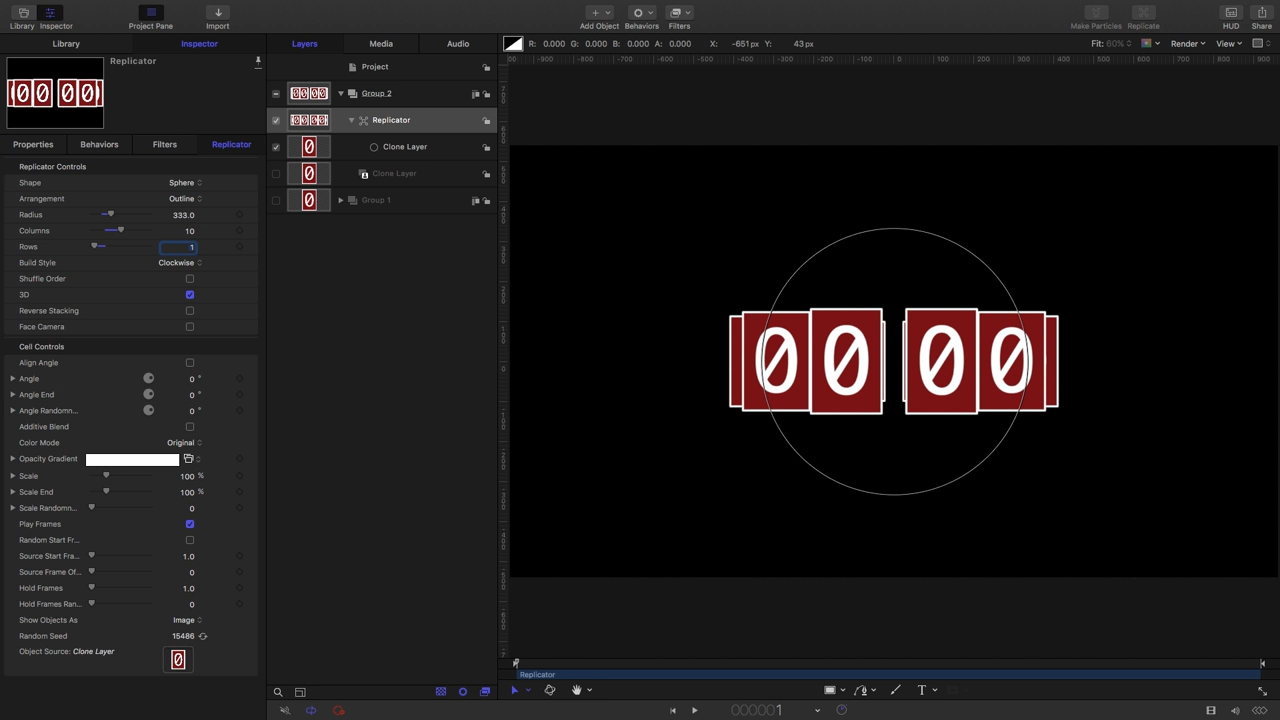 Library Inspector Project Pane Import Add Object Behaviors Filters Make Particles Replicate HUD Share
Library Inspector Layers Media Audio R: 0.000 G: 0.000 B: 0.000 A: 0.000 X: -651 px Y: 43 px Fit: 60% Render View
Replicator
Project
Group 2
Replicator
Clone Layer
Clone Layer
Group 1
Properties Behaviors Filters Replicator
Replicator Controls
Shape Sphere
Arrangement Outline
Radius 333.0
Columns 10
Rows 1
Build Style Clockwise
Shuffle Order
3D
Reverse Stacking
Face Camera
Cell Controls
Align Angle
Angle 0 °
Angle End 0 °
Angle Randomn... 0 °
Additive Blend
Color Mode Original
Opacity Gradient
Scale 100 %
Scale End 100 %
Scale Randomn... 0
Play Frames
Random Start Fr...
Source Start Fra... 1.0
Source Frame Of... 0
Hold Frames 1.0
Hold Frames Ran... 0
Show Objects As Image
Random Seed 15486
Object Source: Clone Layer
0 0 0 0
Replicator
T
000001